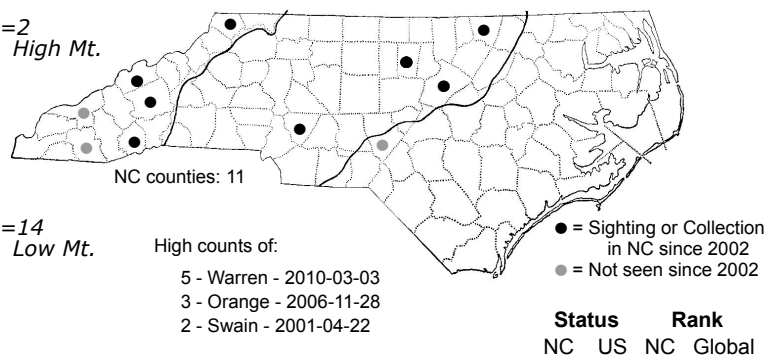 =2
High Mt.
NC counties: 11
=14
Low Mt.
High counts of:
5 - Warren - 2010-03-03
3 - Orange - 2006-11-28
2 - Swain - 2001-04-22
= Sighting or Collection
in NC since 2002
= Not seen since 2002
Status Rank
NC US NC Global